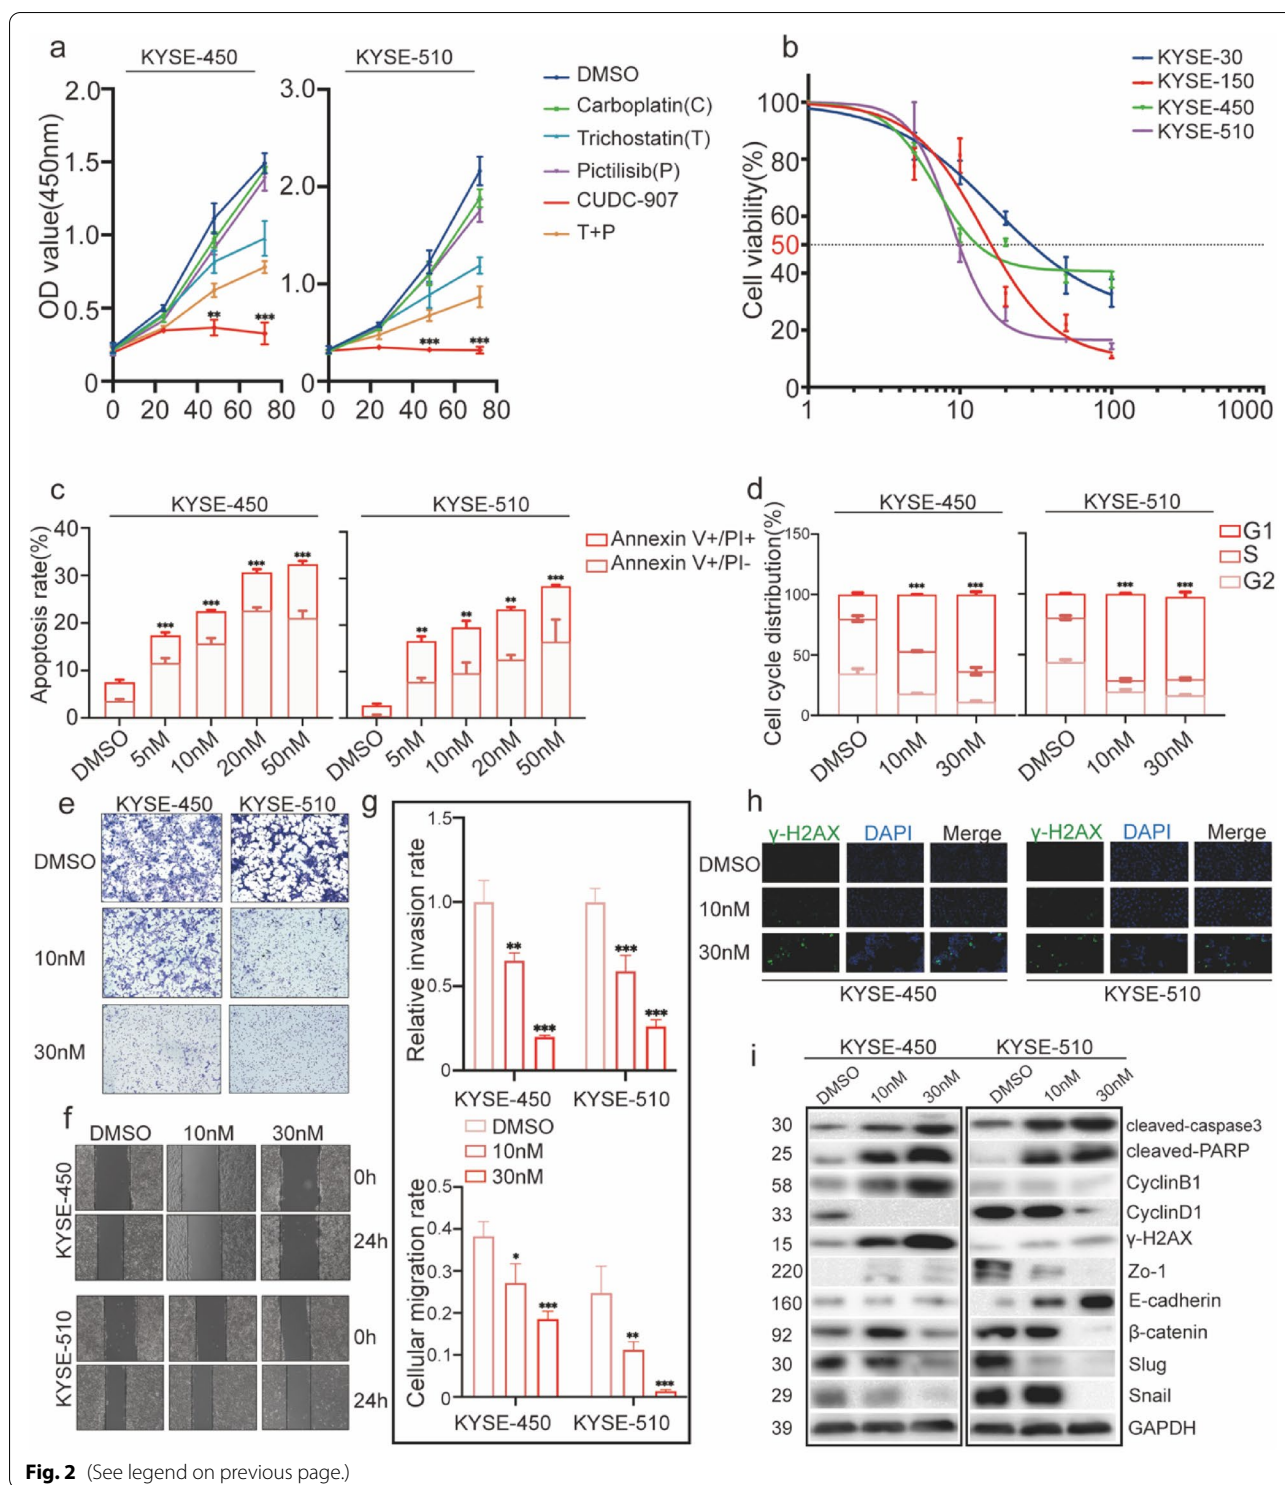 a
KYSE-450
KYSE-510
DMSO
Carboplatin(C)
Trichostatin(T)
Pictilisib(P)
CUDC-907
T+P
OD value(450nm)
2.0
1.5
1.0
0.5
0
0 20 40 60 80
** ***
3.0
2.0
1.0
0
0 20 40 60 80
*** ***
b
KYSE-30
KYSE-150
KYSE-450
KYSE-510
Cell viability(%)
100
80
60
50
40
20
0
1 10 100 1000
c
KYSE-450
KYSE-510
Apoptosis rate(%)
40
30
20
10
0
*** *** *** ***
** ** ** ***
DMSO 5nM 10nM 20nM 50nM
DMSO 5nM 10nM 20nM 50nM
Annexin V+/PI+
Annexin V+/PI-
d
KYSE-450
KYSE-510
Cell cycle distribution(%)
150
100
50
0
*** ***
*** ***
DMSO 10nM 30nM
DMSO 10nM 30nM
G1
S
G2
e
KYSE-450 KYSE-510
DMSO
10nM
30nM
f
DMSO 10nM 30nM
KYSE-450
0h
24h
KYSE-510
0h
24h
g
Relative invasion rate
1.5
1.0
0.5
0
** ***
*** ***
KYSE-450 KYSE-510
DMSO
10nM
30nM
Cellular migration rate
0.5
0.4
0.3
0.2
0.1
0
* ***
** ***
KYSE-450 KYSE-510
h
γ-H2AX DAPI Merge γ-H2AX DAPI Merge
DMSO
10nM
30nM
KYSE-450 KYSE-510
i
KYSE-450 KYSE-510
DMSO 10nM 30nM DMSO 10nM 30nM
30 cleaved-caspase3
25 cleaved-PARP
58 CyclinB1
33 CyclinD1
15 γ-H2AX
220 Zo-1
160 E-cadherin
92 β-catenin
30 Slug
29 Snail
39 GAPDH
Fig. 2 (See legend on previous page.)